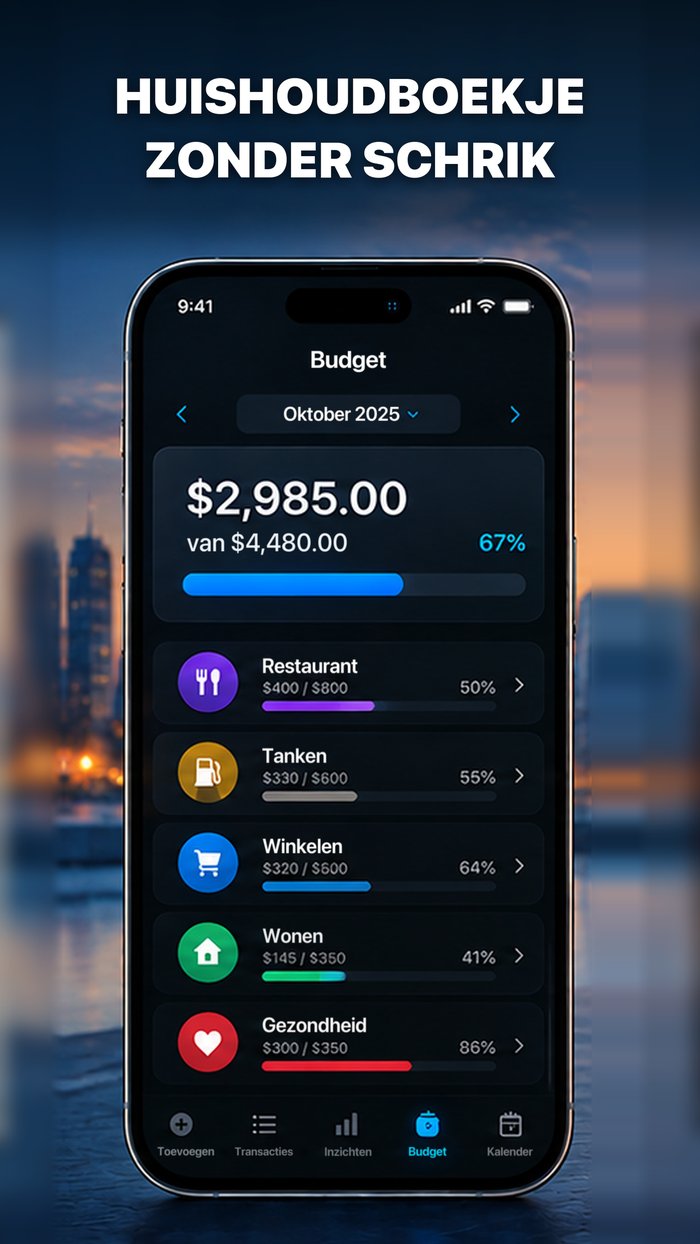 HUISHOUDBOEKJE
ZONDER SCHRIK
9:41
Budget
Oktober 2025
$2,985.00
van $4,480.00
67%
Restaurant
$400 / $800
50%
Tanken
$330 / $600
55%
Winkelen
$320 / $600
64%
Wonen
$145 / $350
41%
Gezondheid
$300 / $350
86%
Toevoegen
Transacties
Inzichten
Budget
Kalender